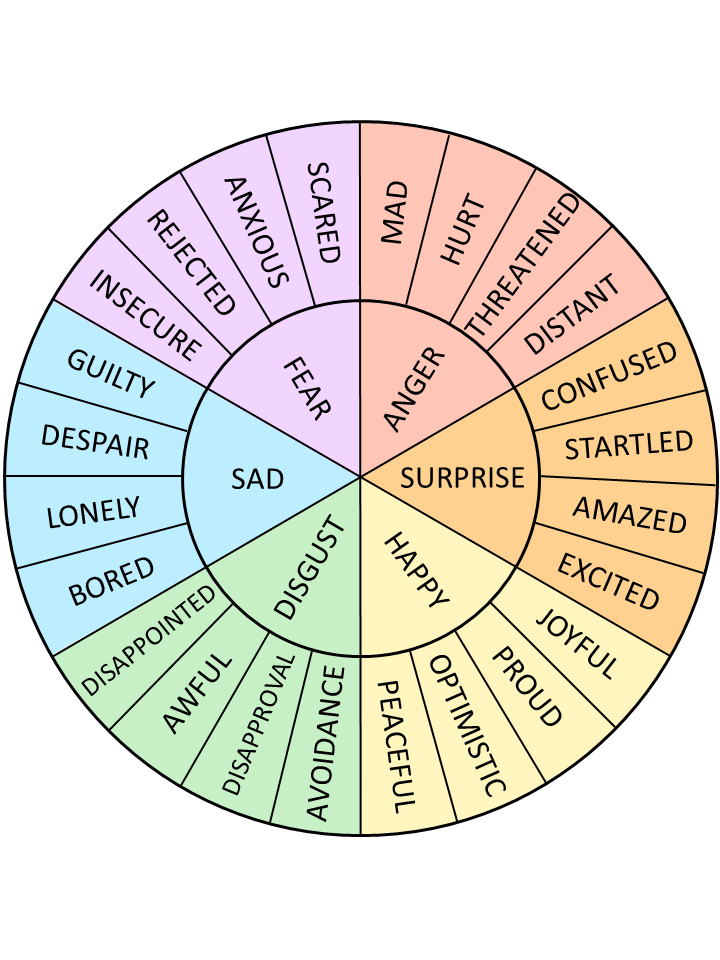 MAD
HURT
THREATENED
DISTANT
ANGER
CONFUSED
STARTLED
AMAZED
EXCITED
SURPRISE
JOYFUL
PROUD
OPTIMISTIC
PEACEFUL
HAPPY
AVOIDANCE
DISAPPROVAL
AWFUL
DISAPPOINTED
DISGUST
BORED
LONELY
DESPAIR
GUILTY
SAD
INSECURE
REJECTED
ANXIOUS
SCARED
FEAR